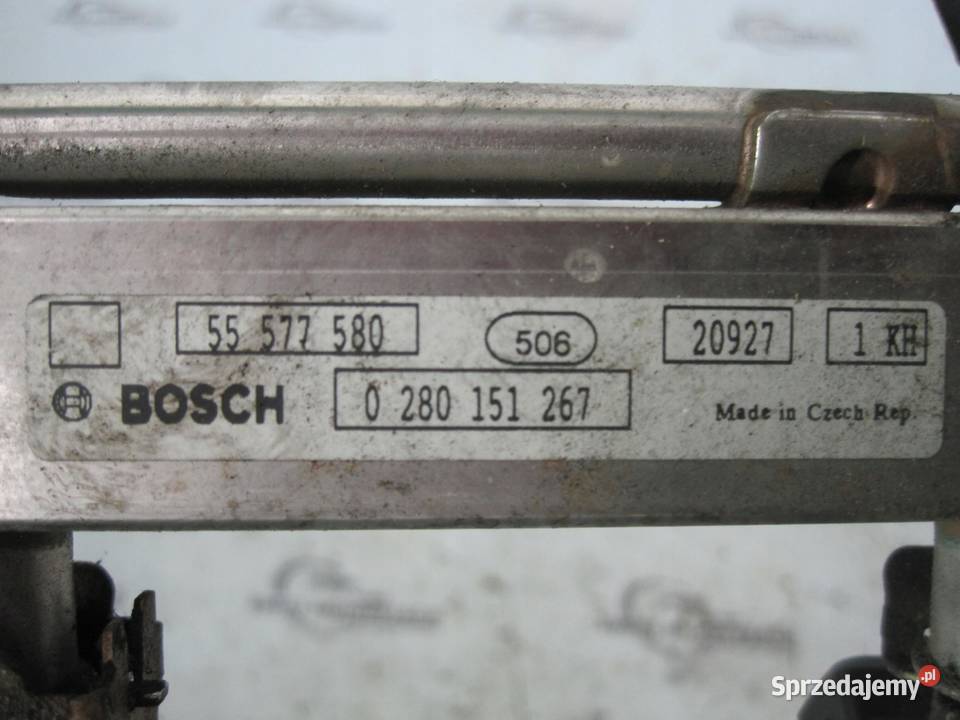 55 577 580 506 20927 1 KH
BOSCH 0 280 151 267 Made in Czech Rep.
Sprzedajemy.pl